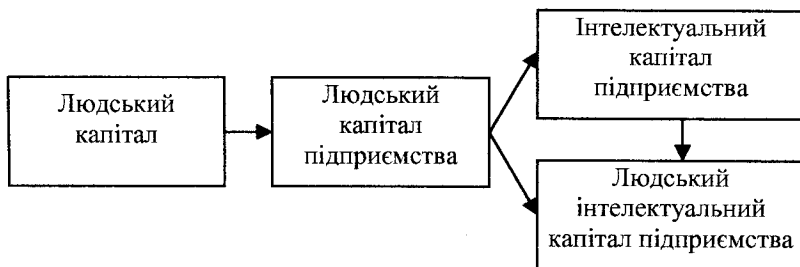 Людський
капітал
Людський
капітал
підприємства
Інтелектуальний
капітал
підприємства
Людський
інтелектуальний
капітал підприємства